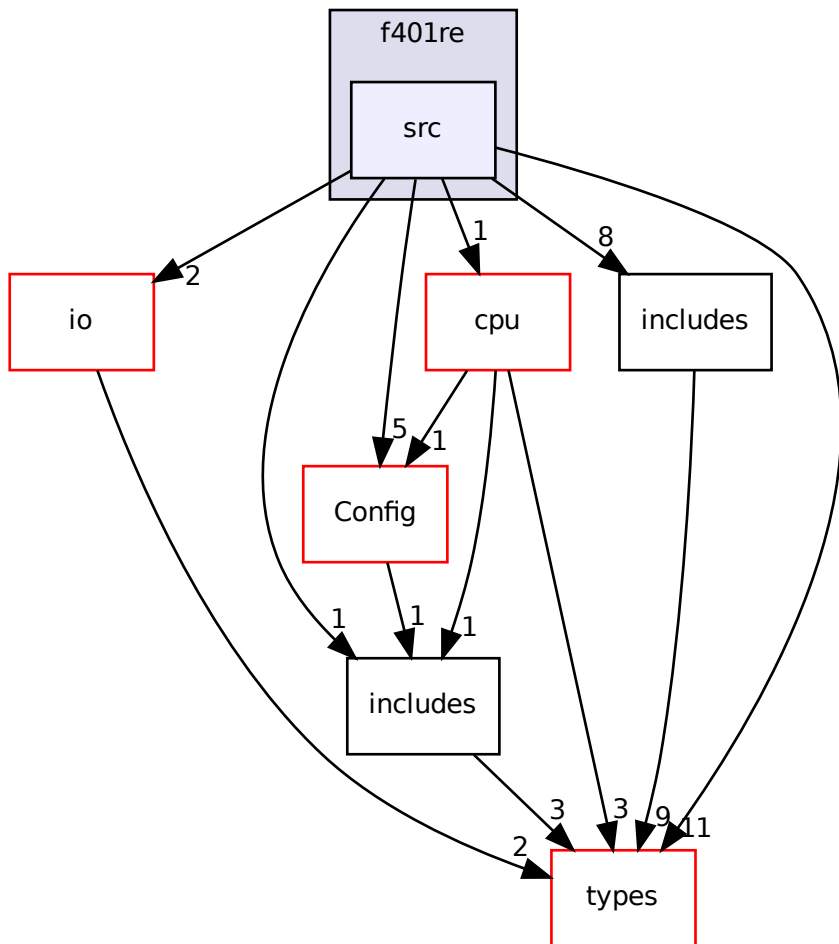 f401re
src
1
8
2
io
cpu
includes
5
1
Config
1
1
1
includes
3
3
9
11
2
types